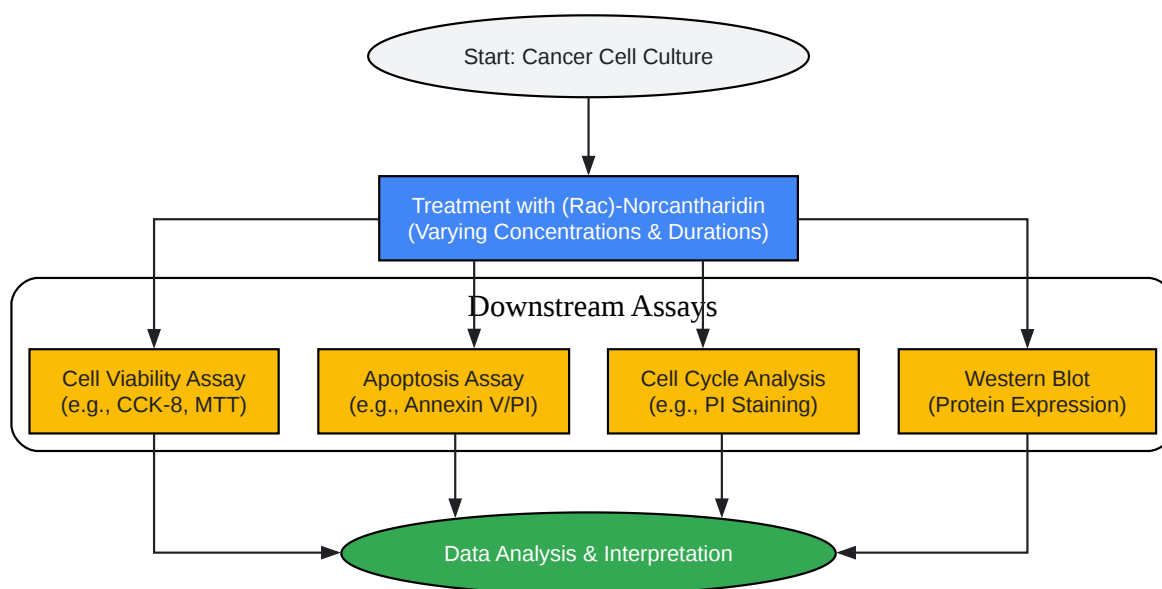 Start: Cancer Cell Culture
Treatment with (Rac)-Norcantharidin
(Varying Concentrations & Durations)
Downstream Assays
Cell Viability Assay
(e.g., CCK-8, MTT)
Apoptosis Assay
(e.g., Annexin V/PI)
Cell Cycle Analysis
(e.g., PI Staining)
Western Blot
(Protein Expression)
Data Analysis & Interpretation